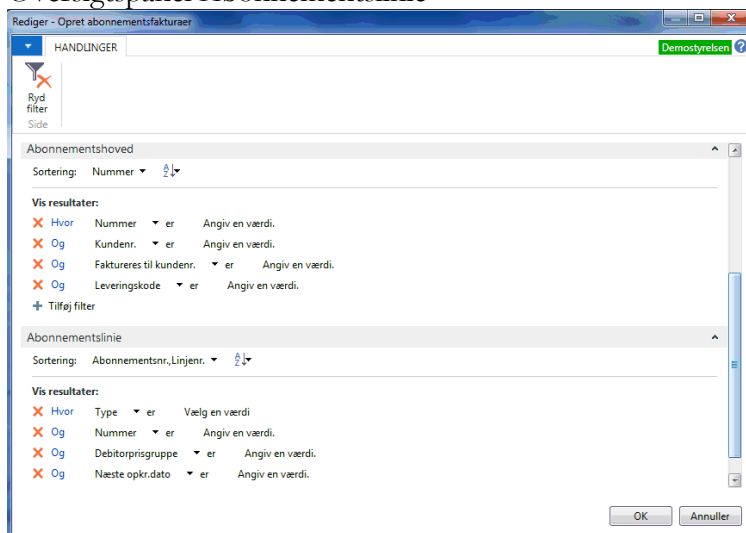 Oversigtspanel Abonnementslinie
Rediger - Opret abonnementsfakturaer
HANDLINGER
Demostyrelsen
Ryd
filter
Side
Abonnementshoved
Sortering: Nummer
Vis resultater:
Hvor Nummer er Angiv en værdi.
Og Kundenr. er Angiv en værdi.
Og Faktureres til kundenr. er Angiv en værdi.
Og Leveringskode er Angiv en værdi.
Tilføj filter
Abonnementslinie
Sortering: Abonnementsnr.,Linjenr.
Vis resultater:
Hvor Type er Vælg en værdi
Og Nummer er Angiv en værdi.
Og Debitorprisgruppe er Angiv en værdi.
Og Næste opkr.dato er Angiv en værdi.
OK Annuller